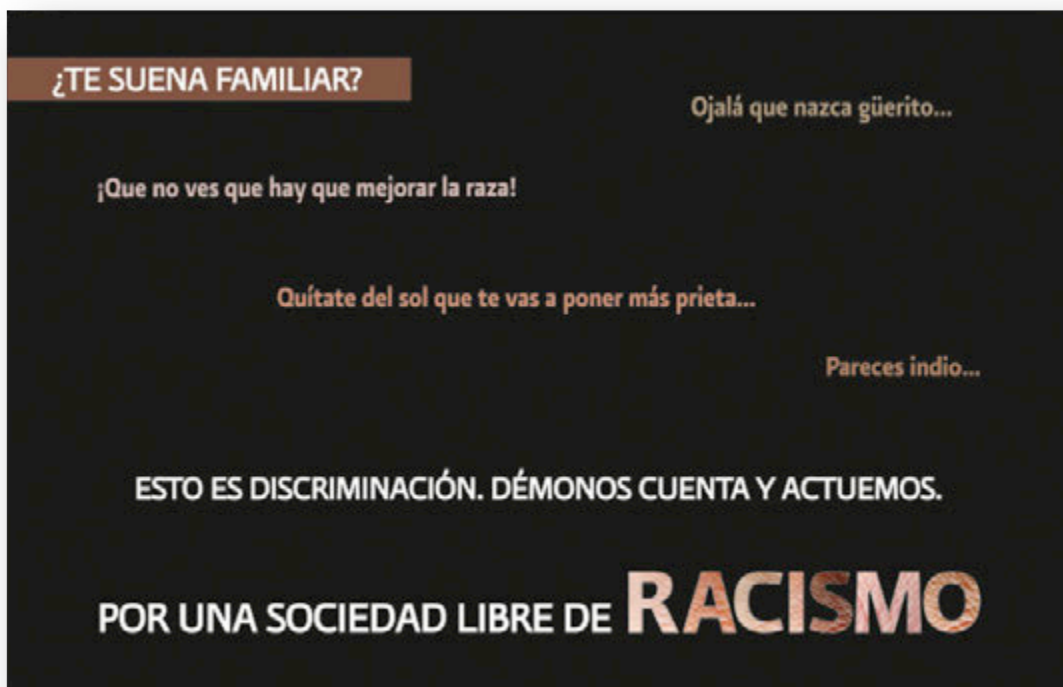 ¿TE SUENA FAMILIAR?
Ojalá que nazca güerito...
¡Que no ves que hay que mejorar la raza!
Quítate del sol que te vas a poner más prieta...
Pareces indio...
ESTO ES DISCRIMINACIÓN. DÉMONOS CUENTA Y ACTUEMOS.
POR UNA SOCIEDAD LIBRE DE RACISMO